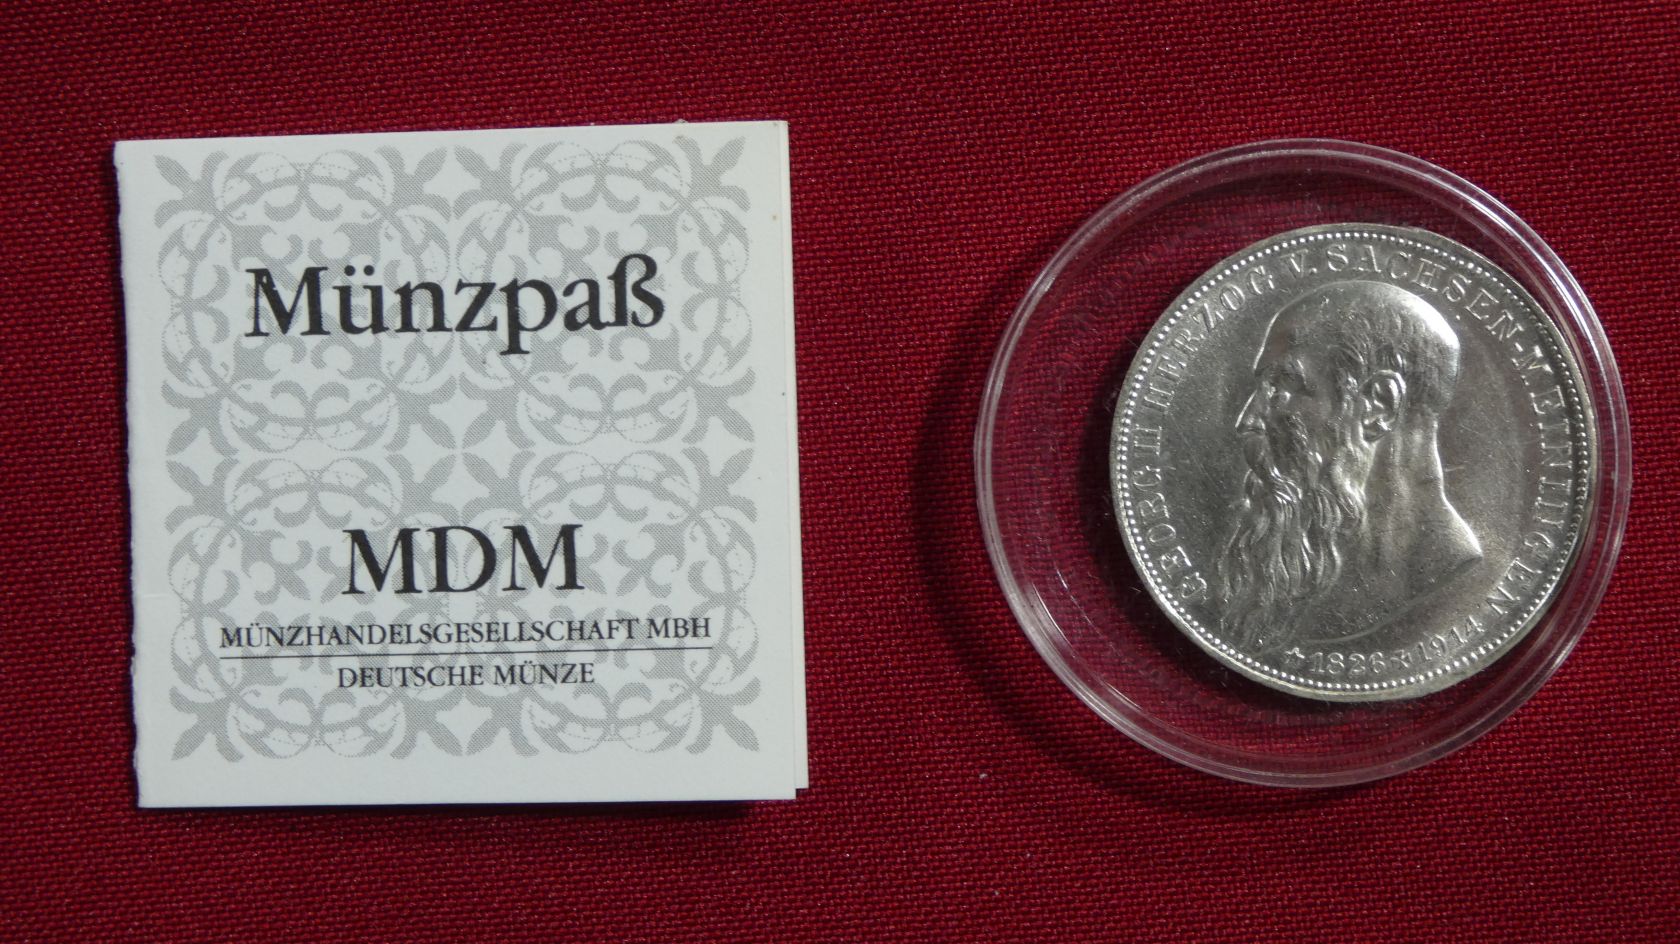 Münzpaß
MDM
MÜNZHANDELSGESELLSCHAFT MBH
DEUTSCHE MÜNZE
GEORG II HERZOG V. SACHSEN-MEININGEN
☆ 1826 ☆ 1914